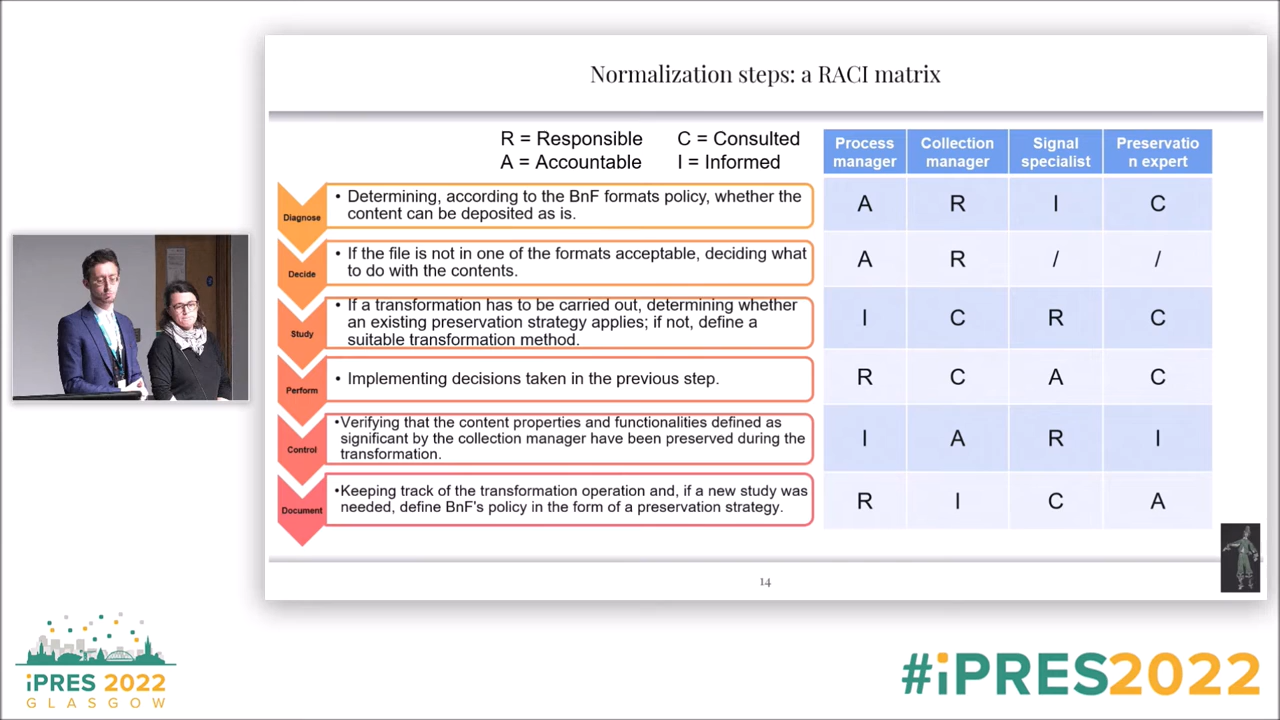 Normalization steps: a RACI matrix
R = Responsible C = Consulted
A = Accountable I = Informed
Process manager Collection manager Signal specialist Preservatio n expert
Diagnose
• Determining, according to the BnF formats policy, whether the
content can be deposited as is.
A R I C
Decide
• If the file is not in one of the formats acceptable, deciding what
to do with the contents.
A R / /
Study
• If a transformation has to be carried out, determining whether
an existing preservation strategy applies; if not, define a
suitable transformation method.
I C R C
Perform
• Implementing decisions taken in the previous step.
R C A C
Control
•Verifying that the content properties and functionalities defined as
significant by the collection manager have been preserved during the
transformation.
I A R I
Document
•Keeping track of the transformation operation and, if a new study was
needed, define BnF's policy in the form of a preservation strategy.
R I C A
14
iPRES 2022
GLASGOW
#iPRES2022